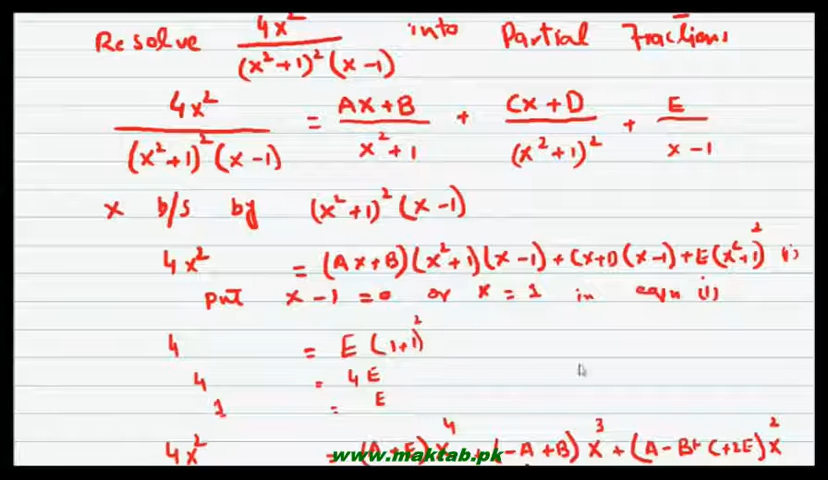 Resolve 4x²/((x²+1)²(x-1)) into Partial Fractions
4x²/((x²+1)²(x-1)) = (Ax+B)/(x²+1) + (Cx+D)/(x²+1)² + E/(x-1)
x b/s by (x²+1)²(x-1)
4x² = (Ax+B)(x²+1)(x-1)+Cx+D(x-1)+E(x²+1)² (i)
put x-1=0 or x=1 in eqn (i)
4 = E(1+1)²
4 = 4E
1 = E
4x² = (A+E)x⁴+(-A+B)x³+(A-B+C+2E)x²
www.maktab.pk